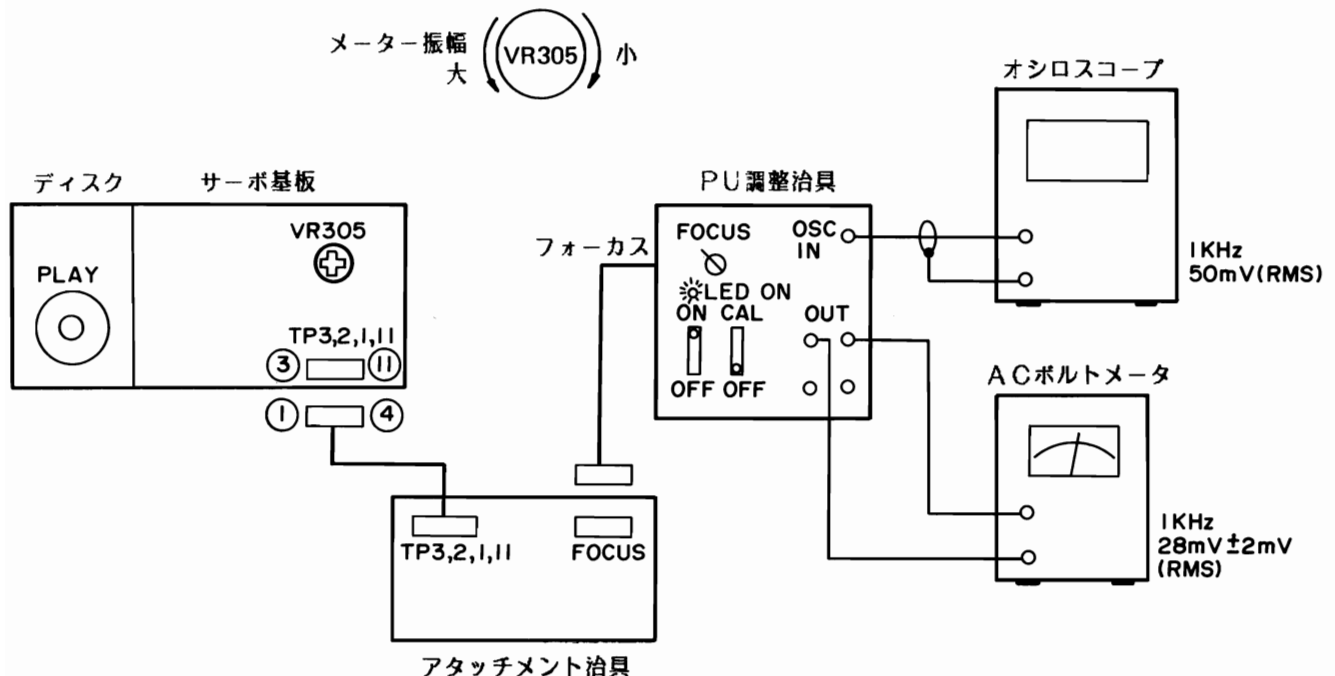 メーター振幅
大
VR305
小
オシロスコープ
1KHz
50mV(RMS)
ディスク
サーボ基板
PLAY
VR305
TP3,2,1,11
③
⑪
①
④
フォーカス
PU調整治具
FOCUS
OSC
IN
LED ON
ON CAL
OUT
OFF OFF
ACボルトメータ
1KHz
28mV±2mV
(RMS)
TP3,2,1,11
FOCUS
アタッチメント治具